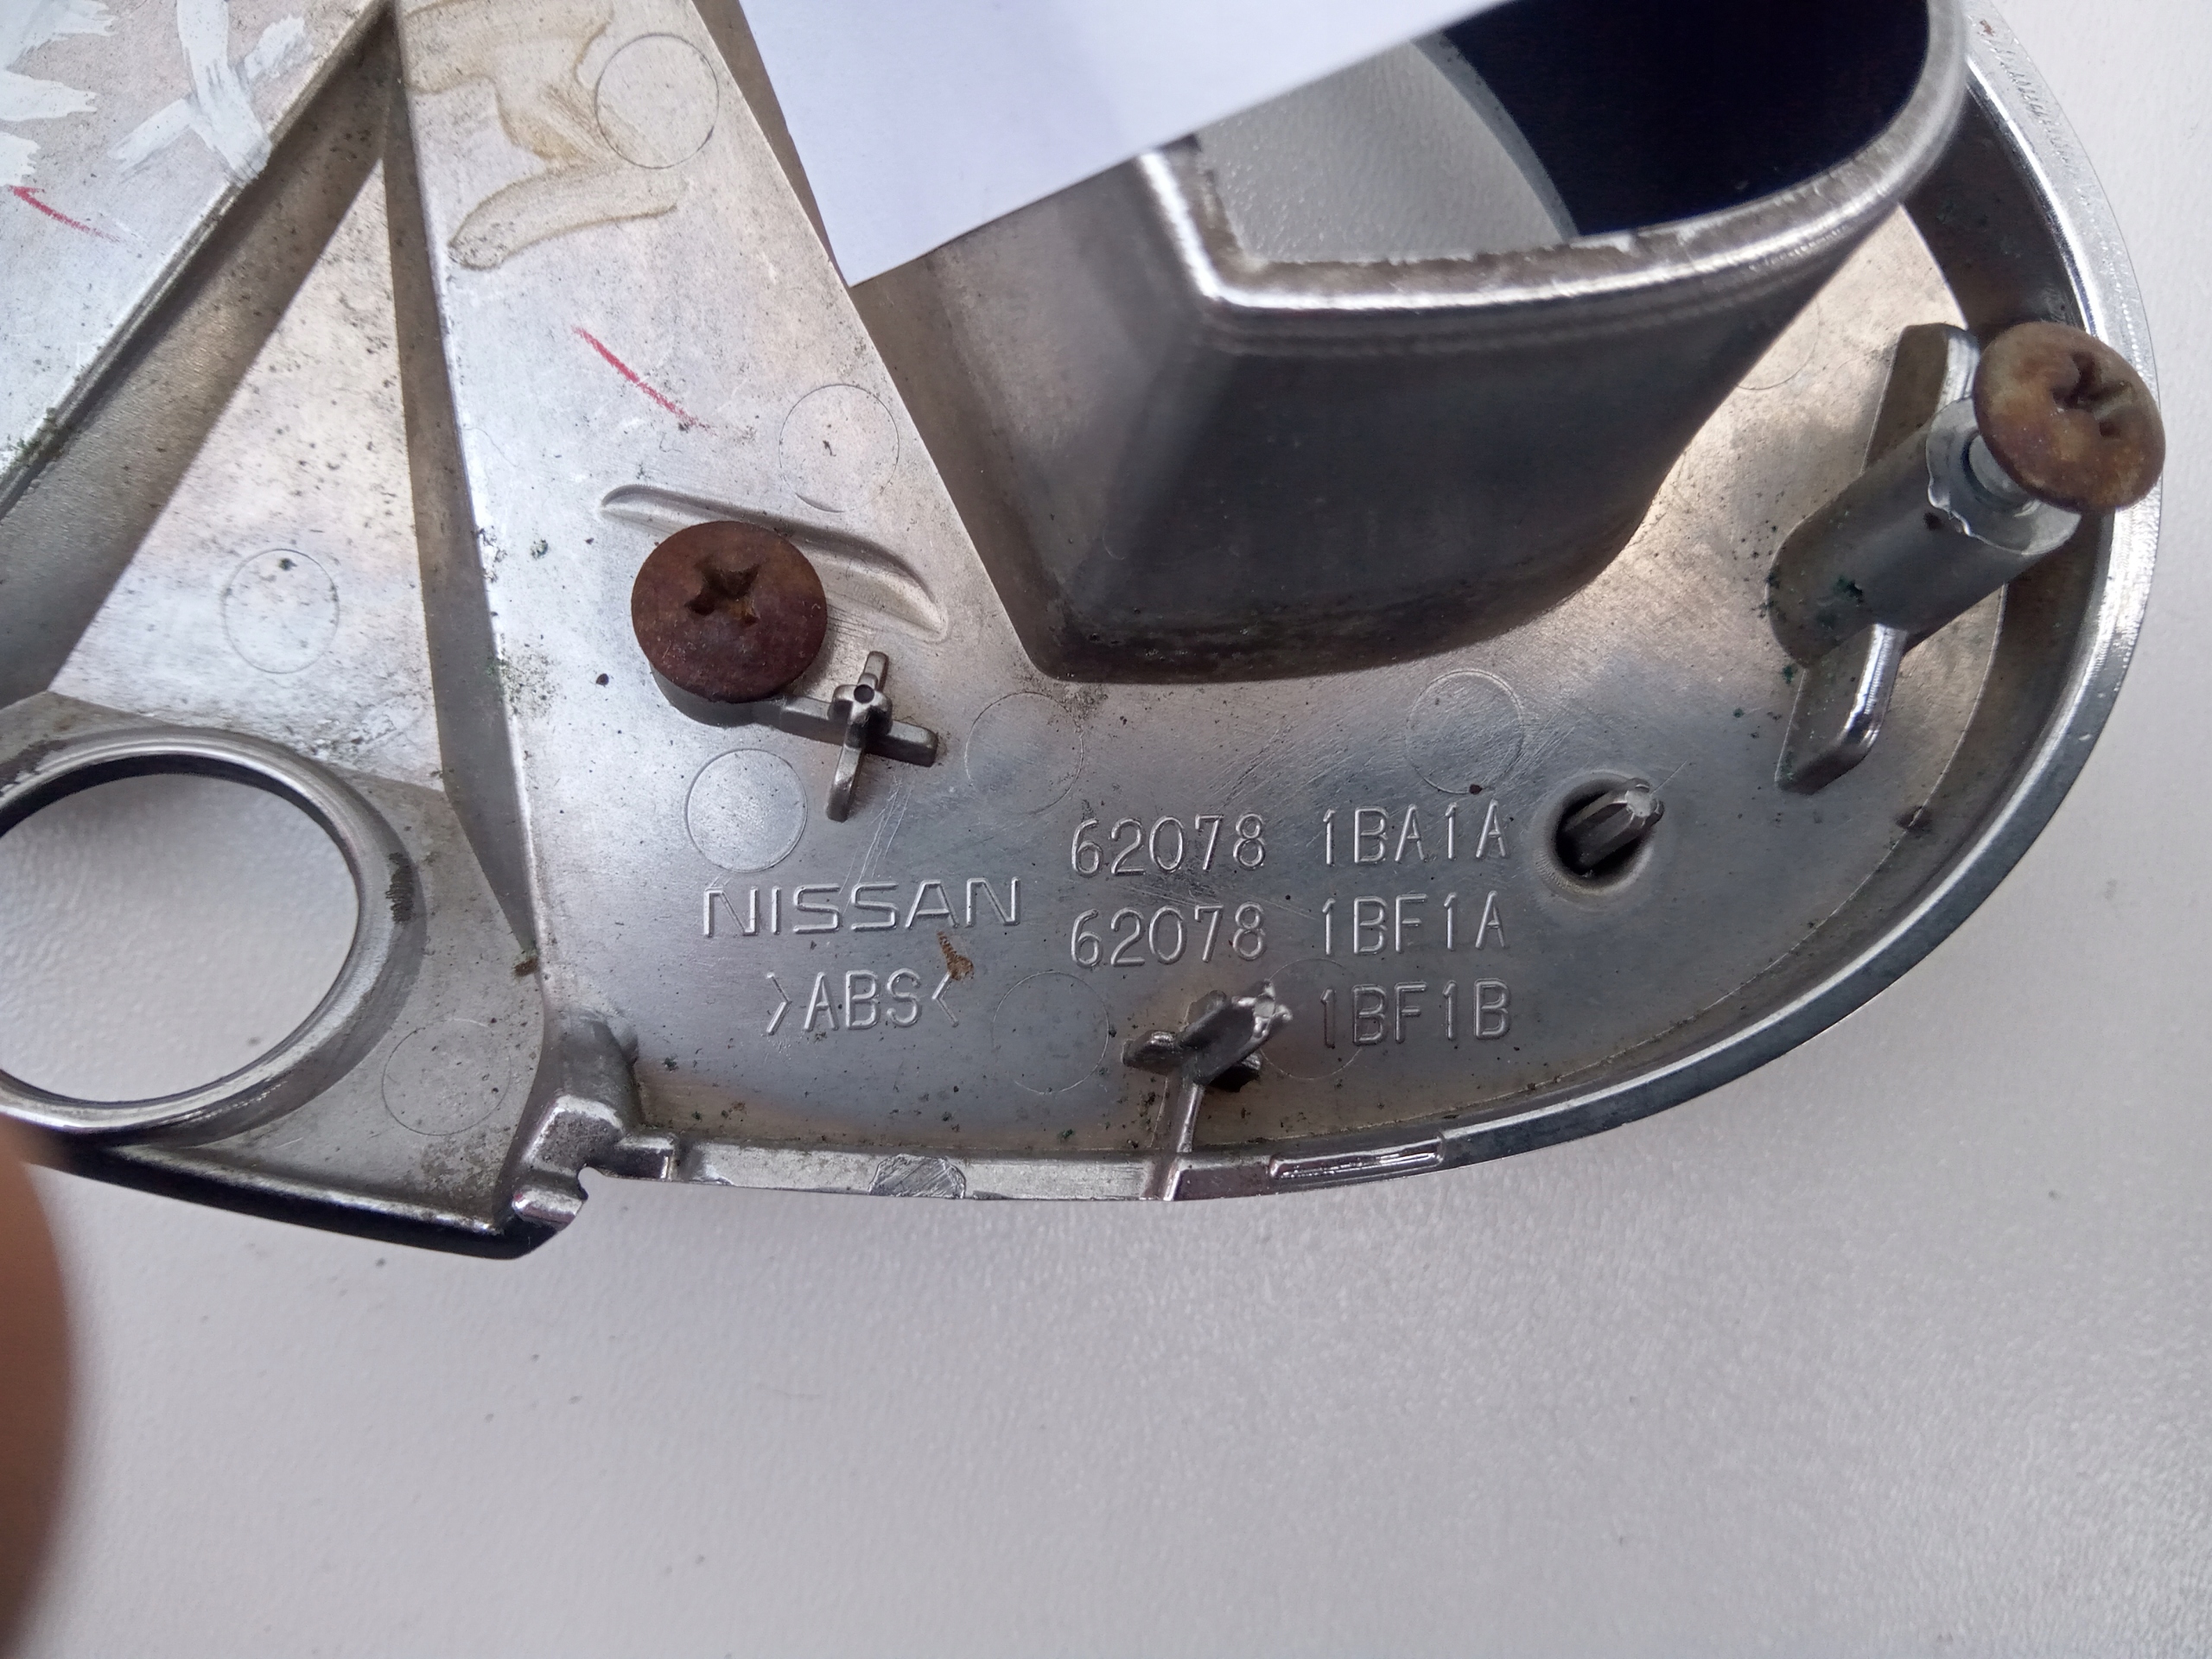 62078 1BA1A
NISSAN 62078 1BF1A
>ABS< 1BF1B